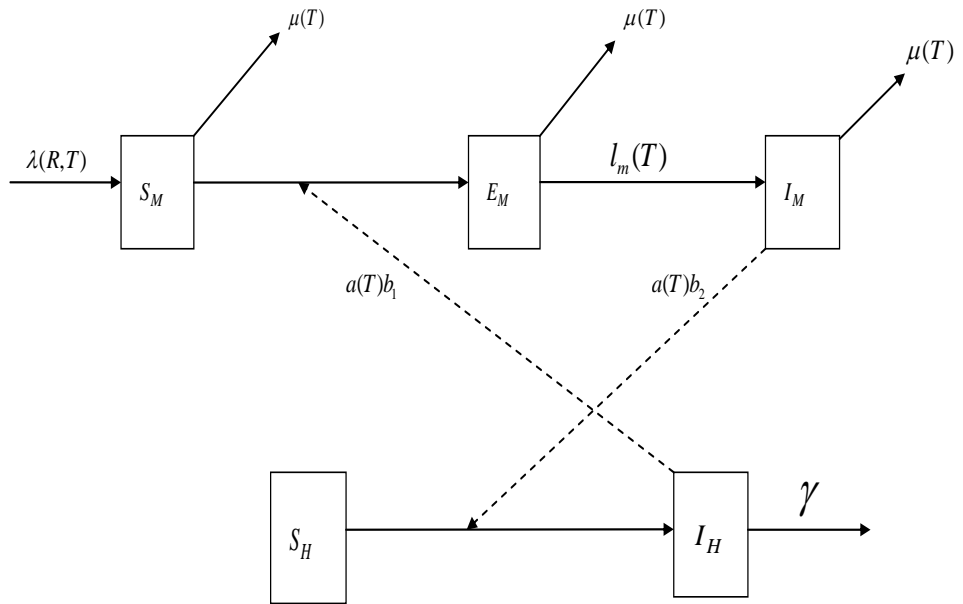 μ(T)
μ(T)
μ(T)
λ(R,T)
S_M
E_M
l_m(T)
I_M
a(T)b_1
a(T)b_2
S_H
I_H
γ